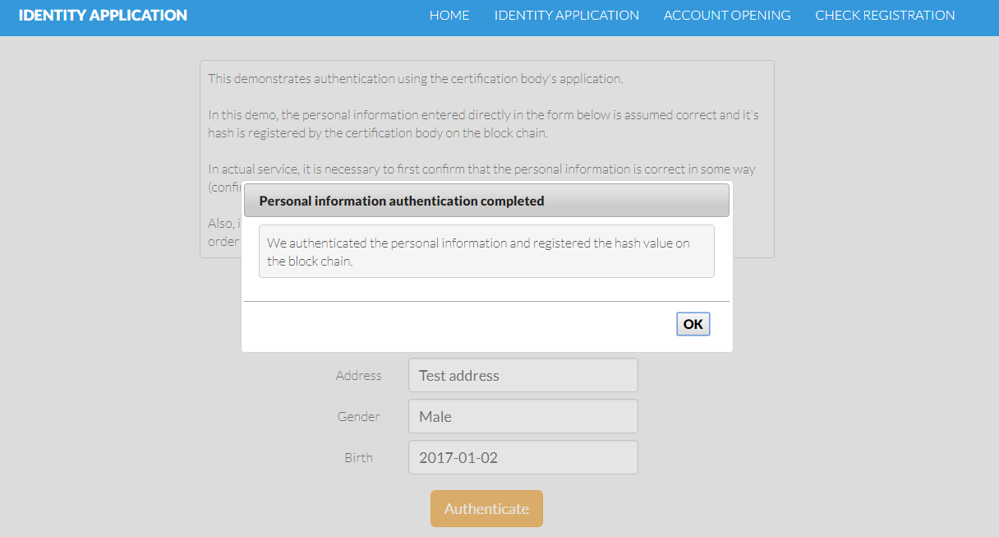 IDENTITY APPLICATION
HOME IDENTITY APPLICATION ACCOUNT OPENING CHECK REGISTRATION
This demonstrates authentication using the certification body's application.
In this demo, the personal information entered directly in the form below is assumed correct and it's
hash is registered by the certification body on the block chain.
In actual service, it is necessary to first confirm that the personal information is correct in some way
Also,
order
Personal information authentication completed
We authenticated the personal information and registered the hash value on
the block chain.
OK
Address Test address
Gender Male
Birth 2017-01-02
Authenticate